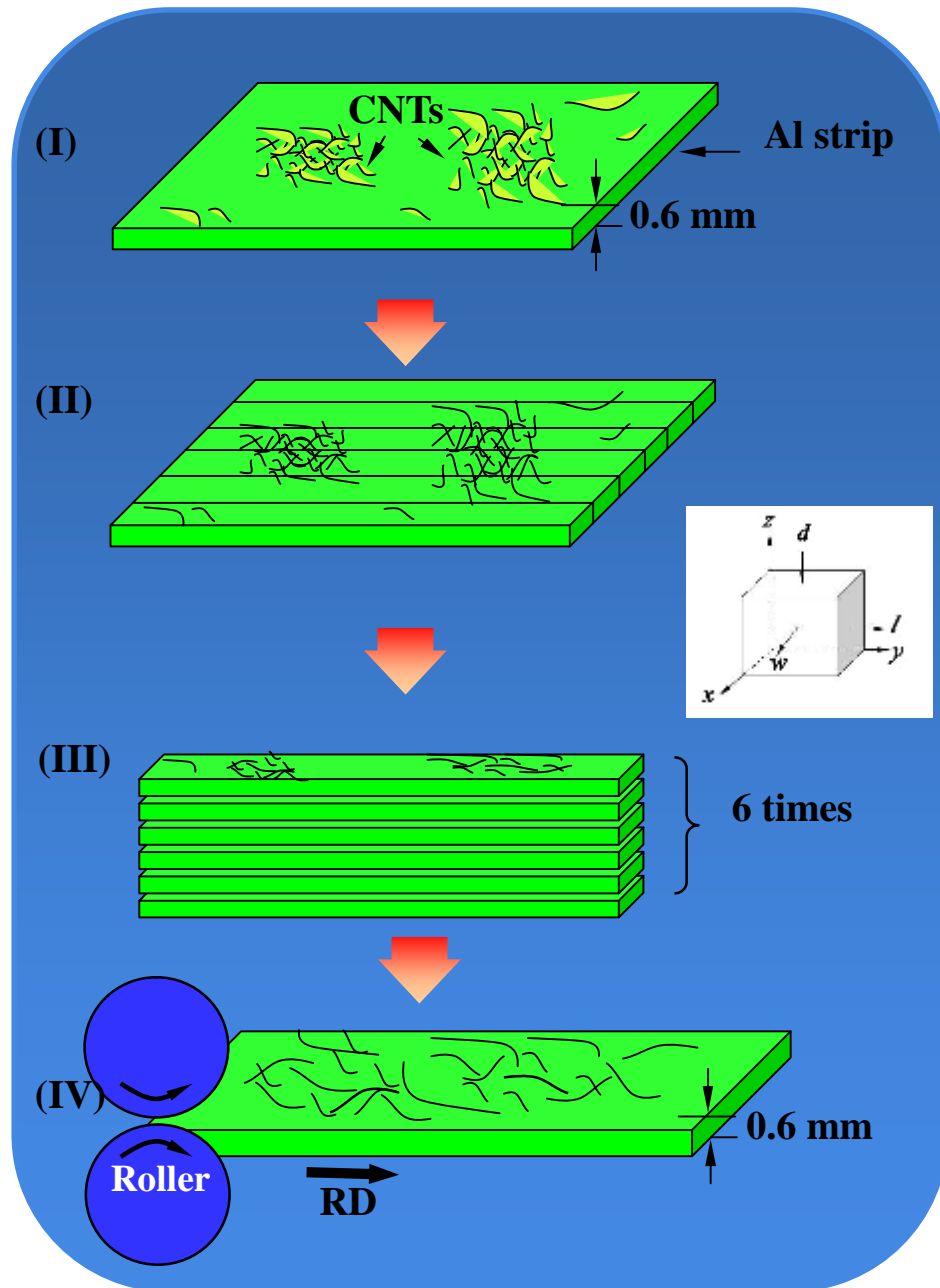 (I)
CNTs
Al strip
0.6 mm
(II)
z
d
l
y
w
x
(III)
6 times
(IV)
0.6 mm
Roller
RD